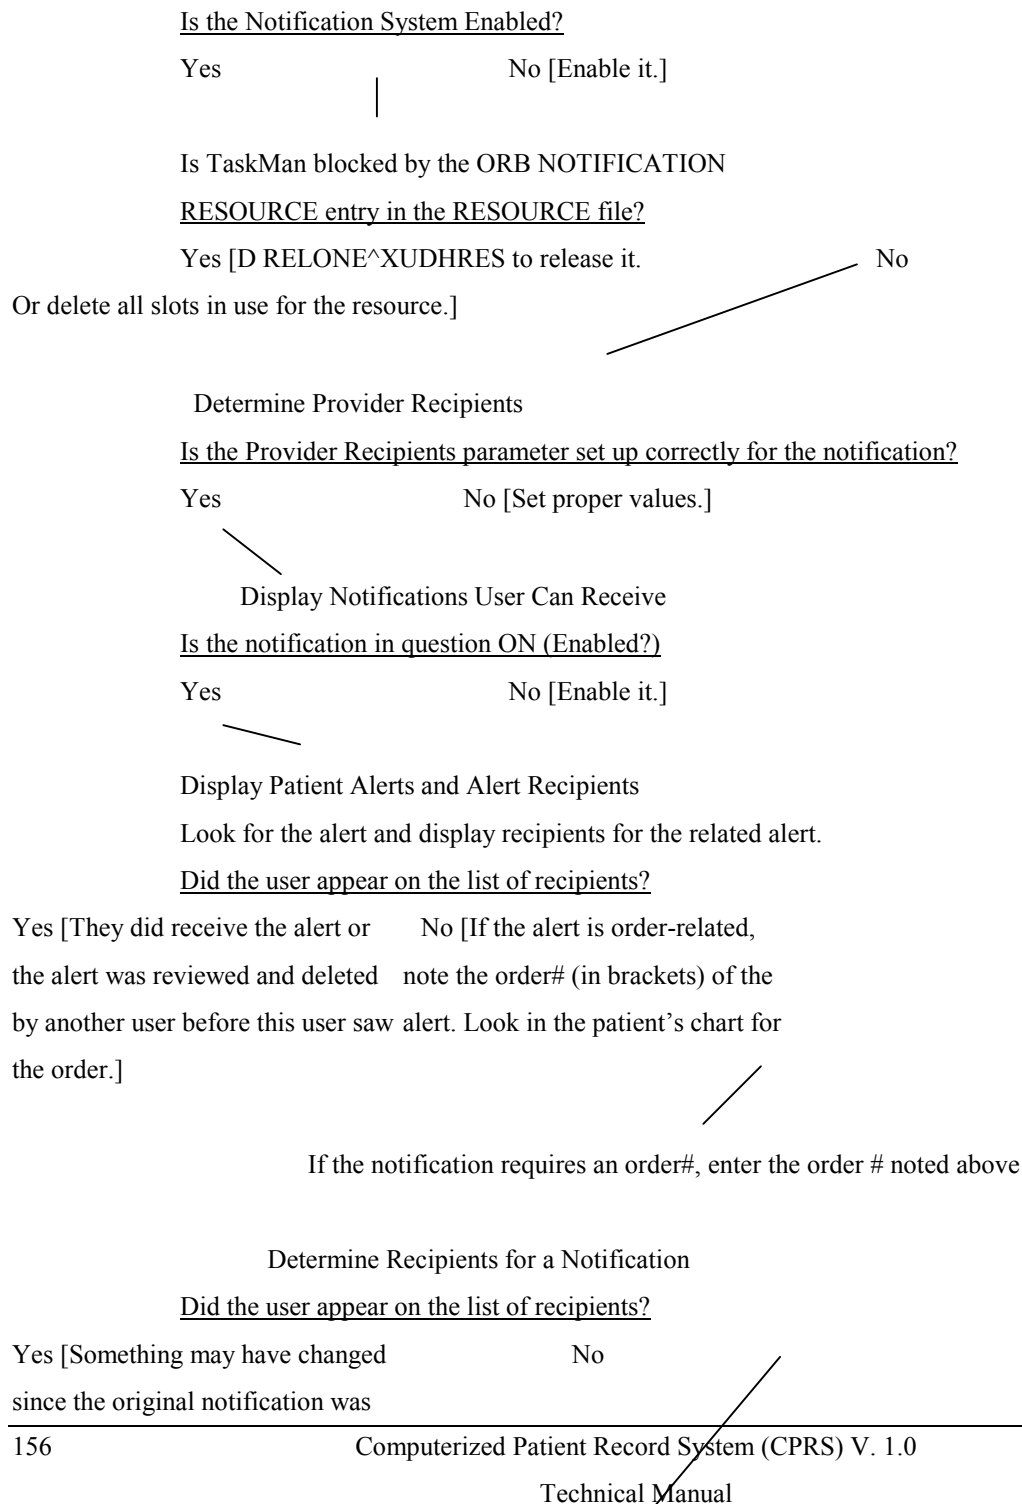 Is the Notification System Enabled?
Yes No [Enable it.]
Is TaskMan blocked by the ORB NOTIFICATION
RESOURCE entry in the RESOURCE file?
Yes [D RELONE^XUDHRES to release it. No
Or delete all slots in use for the resource.]
Determine Provider Recipients
Is the Provider Recipients parameter set up correctly for the notification?
Yes No [Set proper values.]
Display Notifications User Can Receive
Is the notification in question ON (Enabled?)
Yes No [Enable it.]
Display Patient Alerts and Alert Recipients
Look for the alert and display recipients for the related alert.
Did the user appear on the list of recipients?
Yes [They did receive the alert or No [If the alert is order-related,
the alert was reviewed and deleted note the order# (in brackets) of the
by another user before this user saw alert. Look in the patient’s chart for
the order.]
If the notification requires an order#, enter the order # noted above
Determine Recipients for a Notification
Did the user appear on the list of recipients?
Yes [Something may have changed No
since the original notification was
156 Computerized Patient Record System (CPRS) V. 1.0
Technical Manual